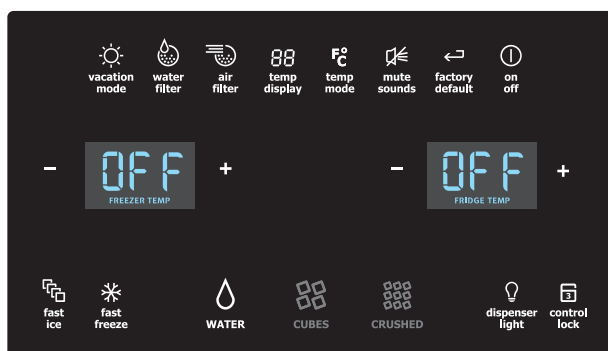 vacation water air 88 temp F° C temp mute factory on
mode filter filter display mode sounds default off
- OFF + - OFF +
FREEZER TEMP FRIDGE TEMP
3
fast fast WATER CUBES CRUSHED dispenser control
ice freeze light lock